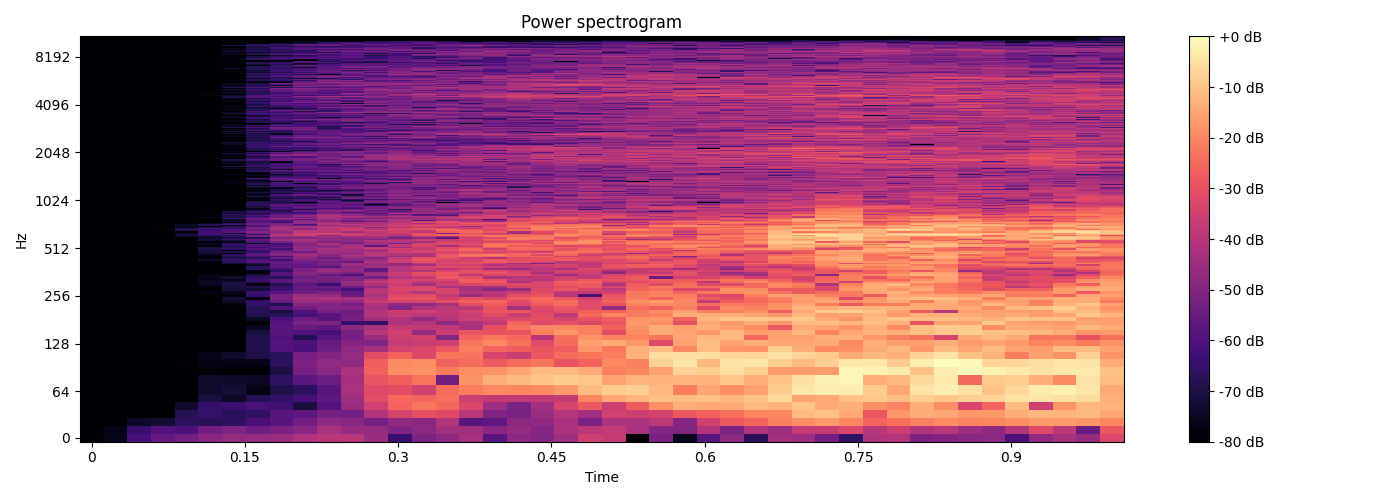 Power spectrogram
Hz
8192
4096
2048
1024
512
256
128
64
0
0 0.15 0.3 0.45 0.6 0.75 0.9
Time
+0 dB
-10 dB
-20 dB
-30 dB
-40 dB
-50 dB
-60 dB
-70 dB
-80 dB